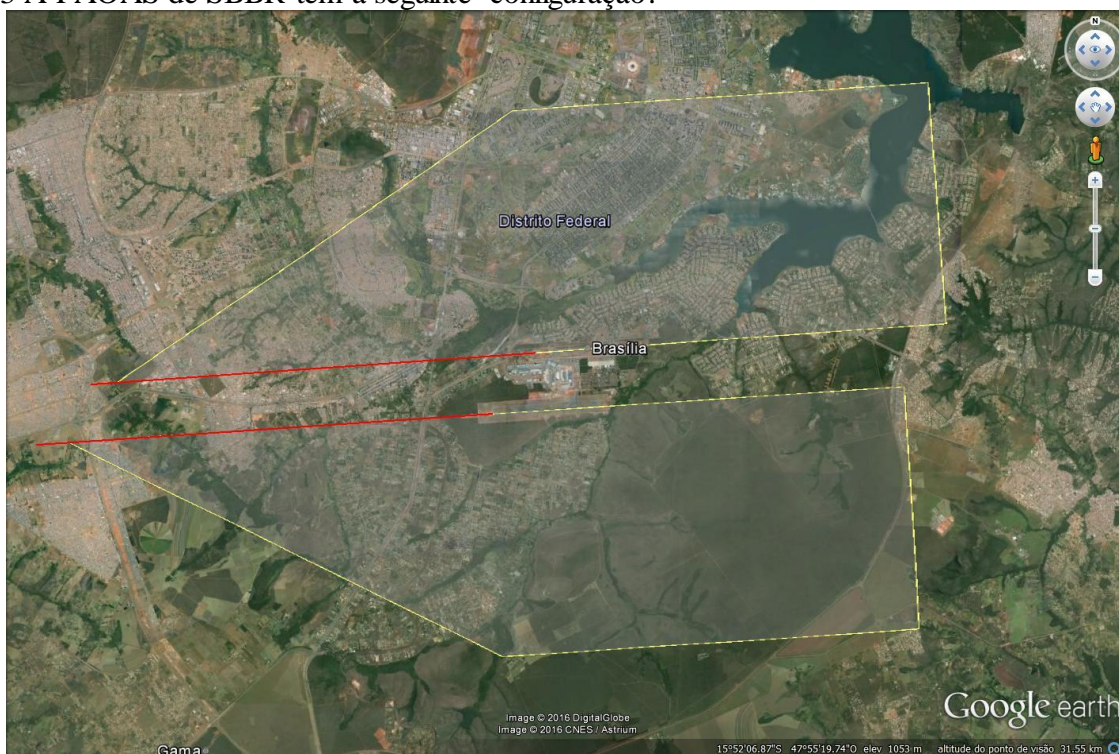 5 A PAOAS de SBBR tem a seguinte configuração:
N
Distrito Federal
Brasília
Google earth
Image © 2016 DigitalGlobe
Image © 2016 CNES / Astrium
Gama
15°52'06.87"S 47°55'19.74"O elev 1053 m altitude do ponto de visão 31.55 km